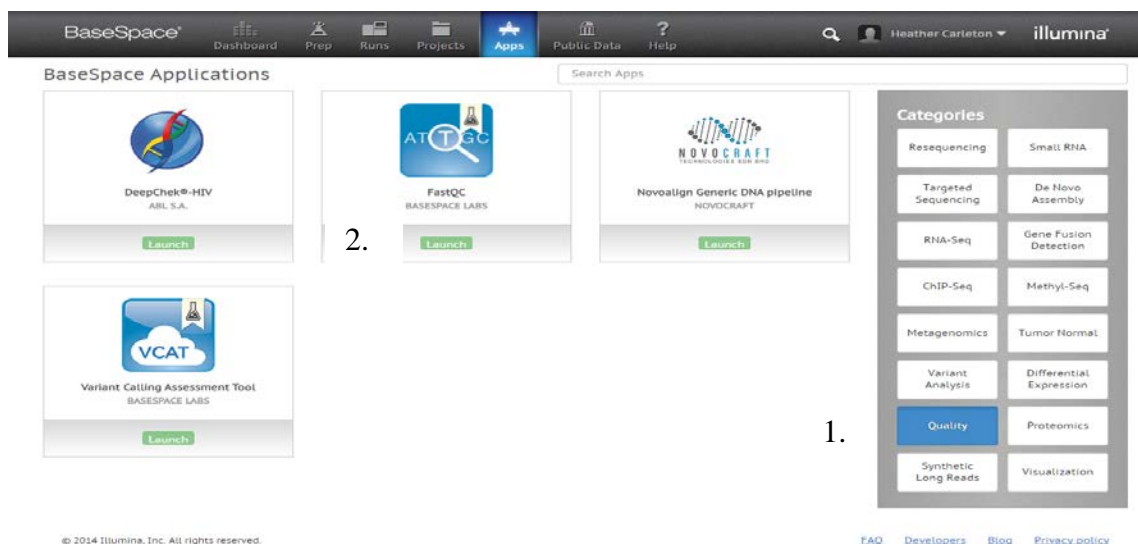 BaseSpace®
Dashboard
Prep
Runs
Projects
Apps
Public Data
?
Help
Heather Carleton
illumina®
BaseSpace Applications
Search Apps
DeepChek®-HIV
ABL S.A.
Launch
2.
ATTGC
FastQC
BASESPACE LABS
Launch
NOVOCRAFT
TECHNOLOGIES SDN BHD
Novoalign Generic DNA pipeline
NOVOCRAFT
Launch
VCAT
Variant Calling Assessment Tool
BASESPACE LABS
Launch
1.
Categories
Resequencing
Small RNA
Targeted
Sequencing
De Novo
Assembly
RNA-Seq
Gene Fusion
Detection
ChIP-Seq
Methyl-Seq
Metagenomics
Tumor Normal
Variant
Analysis
Differential
Expression
Quality
Proteomics
Synthetic
Long Reads
Visualization
© 2014 Illumina, Inc. All rights reserved.
FAQ
Developers
Blog
Privacy policy